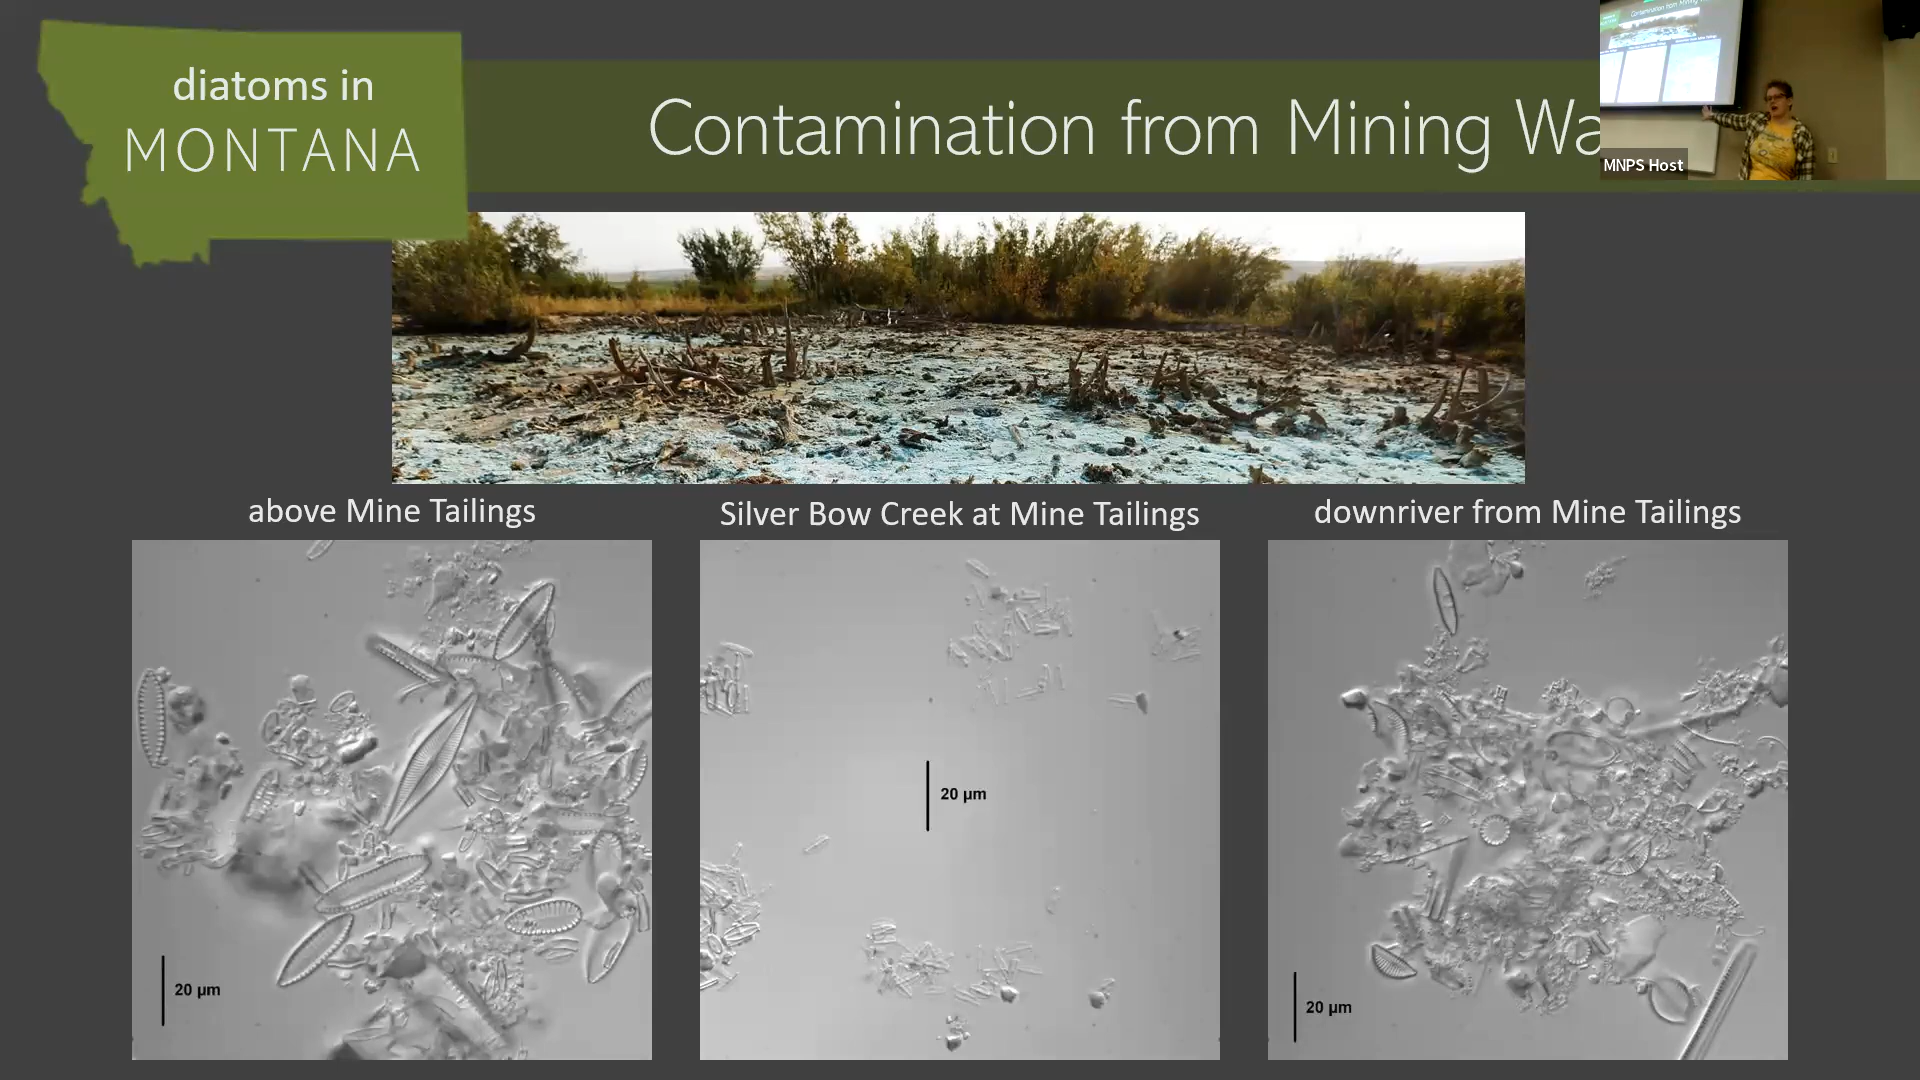 diatoms in
MONTANA
Contamination from Mining
MNPS Host
above Mine Tailings
Silver Bow Creek at Mine Tailings
downriver from Mine Tailings
20 µm
20 µm
20 µm